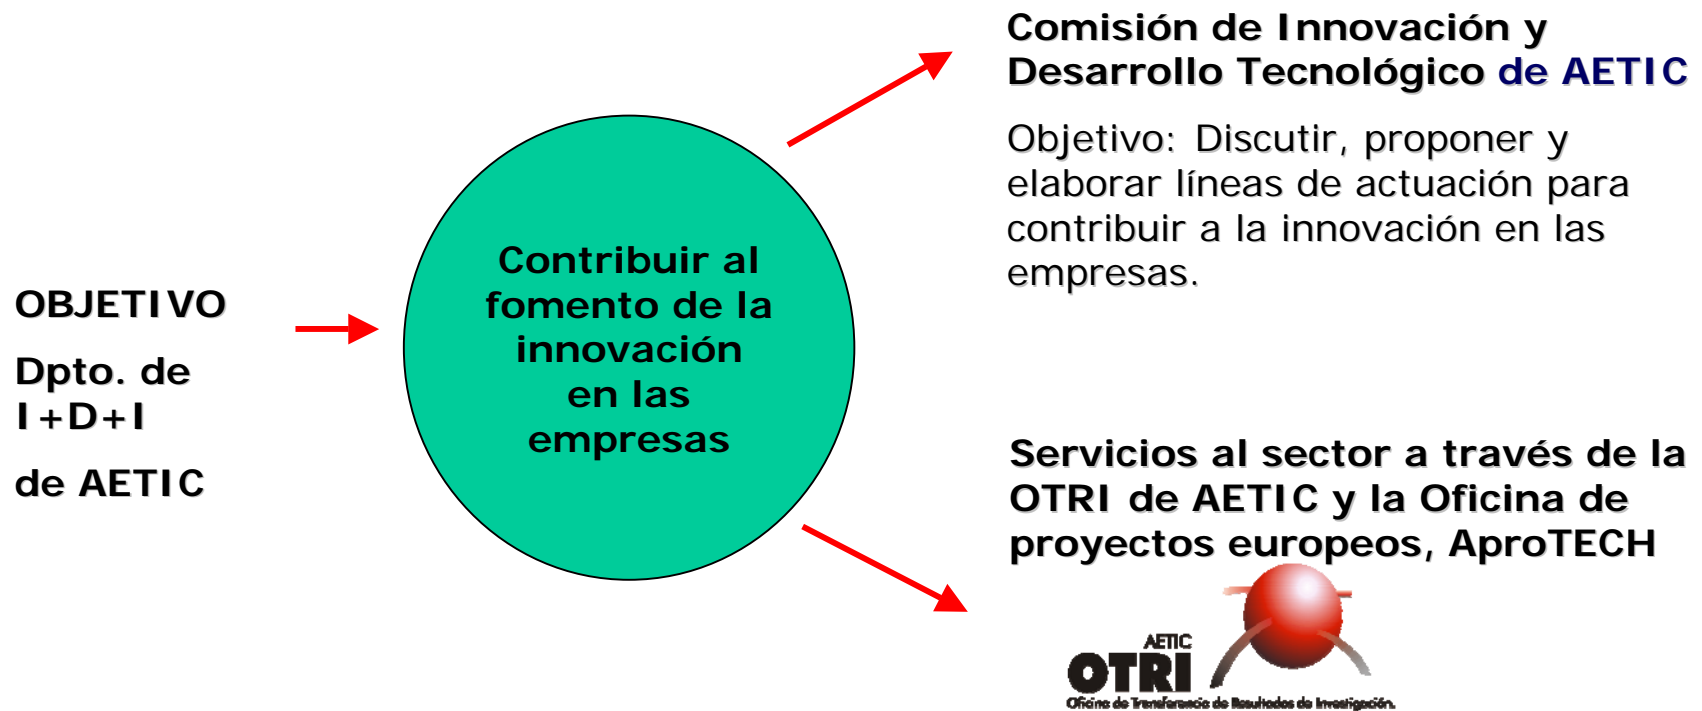 OBJETIVO
Dpto. de
I+D+I
de AETIC
Contribuir al
fomento de la
innovación
en las
empresas
Comisión de Innovación y
Desarrollo Tecnológico de AETIC
Objetivo: Discutir, proponer y
elaborar líneas de actuación para
contribuir a la innovación en las
empresas.
Servicios al sector a través de la
OTRI de AETIC y la Oficina de
proyectos europeos, AproTECH
AETIC
OTRI
Oficina de Transferencia de Resultados de Investigación.